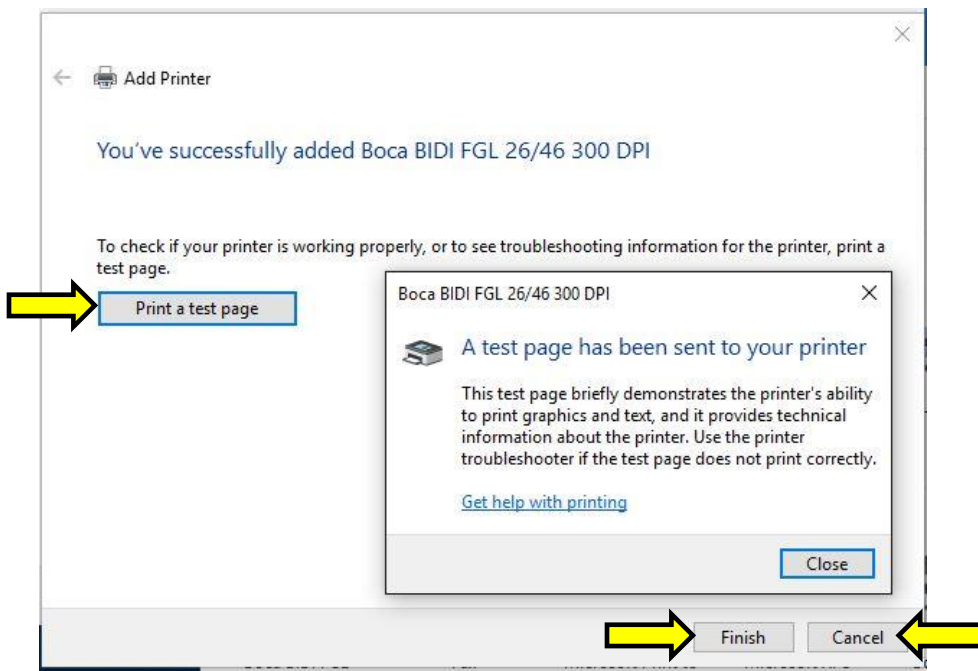 Add Printer
You've successfully added Boca BIDI FGL 26/46 300 DPI
To check if your printer is working properly, or to see troubleshooting information for the printer, print a
test page.
Print a test page
Boca BIDI FGL 26/46 300 DPI
A test page has been sent to your printer
This test page briefly demonstrates the printer's ability
to print graphics and text, and it provides technical
information about the printer. Use the printer
troubleshooter if the test page does not print correctly.
Get help with printing
Close
Finish
Cancel